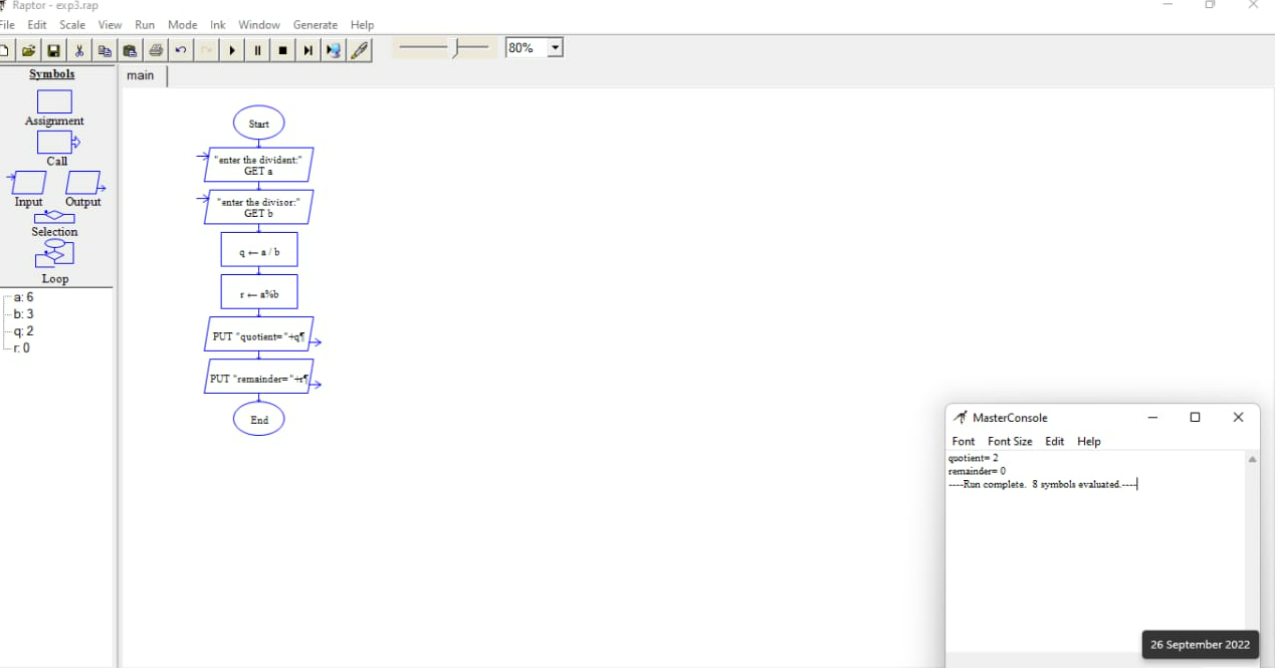 Raptor - exp3.rap
File Edit Scale View Run Mode Ink Window Generate Help
80%
Symbols
Assignment
Call
Input Output
Selection
Loop
a: 6
b: 3
q: 2
r: 0
main
Start
"enter the divident:"
GET a
"enter the divisor:"
GET b
q ← a / b
r ← a%b
PUT "quotient="+q¶
PUT "remainder="+r¶
End
MasterConsole
Font Font Size Edit Help
quotient= 2
remainder= 0
----Run complete. 8 symbols evaluated.----
26 September 2022